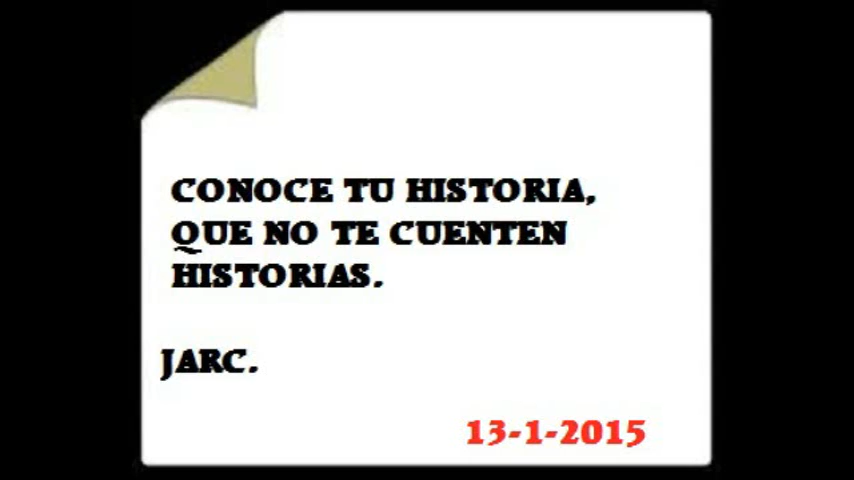 CONOCE TU HISTORIA,
QUE NO TE CUENTEN
HISTORIAS.
JARC.
13-1-2015